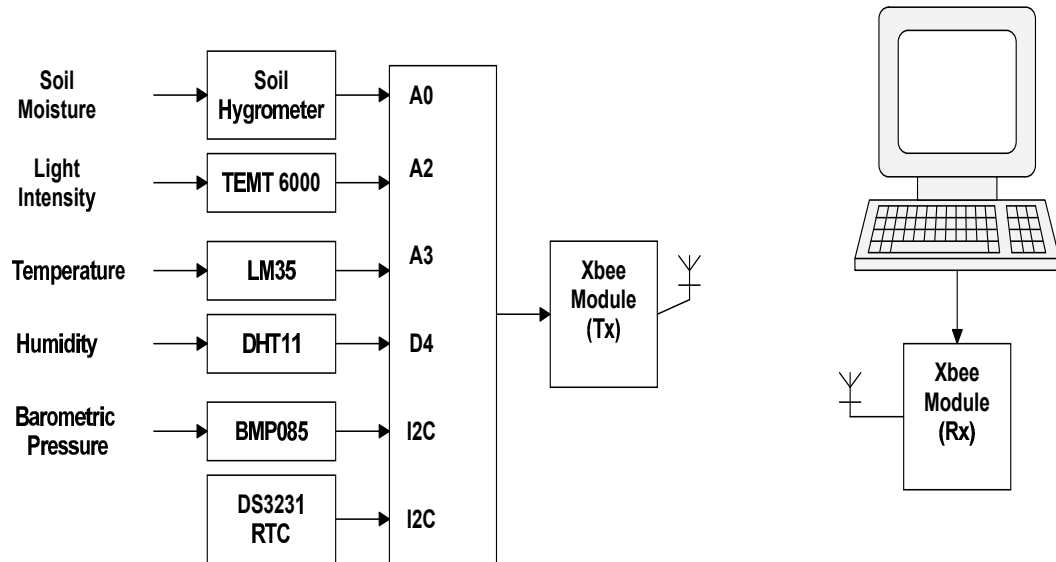 Soil
Moisture
Soil
Hygrometer
A0
Light
Intensity
TEMT 6000
A2
Temperature
LM35
A3
Humidity
DHT11
D4
Barometric
Pressure
BMP085
I2C
DS3231
RTC
I2C
Xbee
Module
(Tx)
Xbee
Module
(Rx)